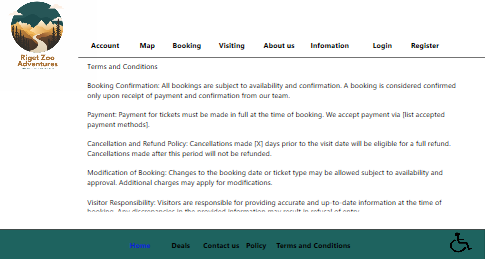 Riget Zoo
Adventures
Account Map Booking Visiting About us Infomation Login Register
Terms and Conditions
Booking Confirmation: All bookings are subject to availability and confirmation. A booking is considered confirmed
only upon receipt of payment and confirmation from our team.
Payment: Payment for tickets must be made in full at the time of booking. We accept payment via [list accepted
payment methods].
Cancellation and Refund Policy: Cancellations made [X] days prior to the visit date will be eligible for a full refund.
Cancellations made after this period will not be refunded.
Modification of Booking: Changes to the booking date or ticket type may be allowed subject to availability and
approval. Additional charges may apply for modifications.
Visitor Responsibility: Visitors are responsible for providing accurate and up-to-date information at the time of
booking. Any discrepancies in the provided information may result in refusal of entry.
Home Deals Contact us Policy Terms and Conditions